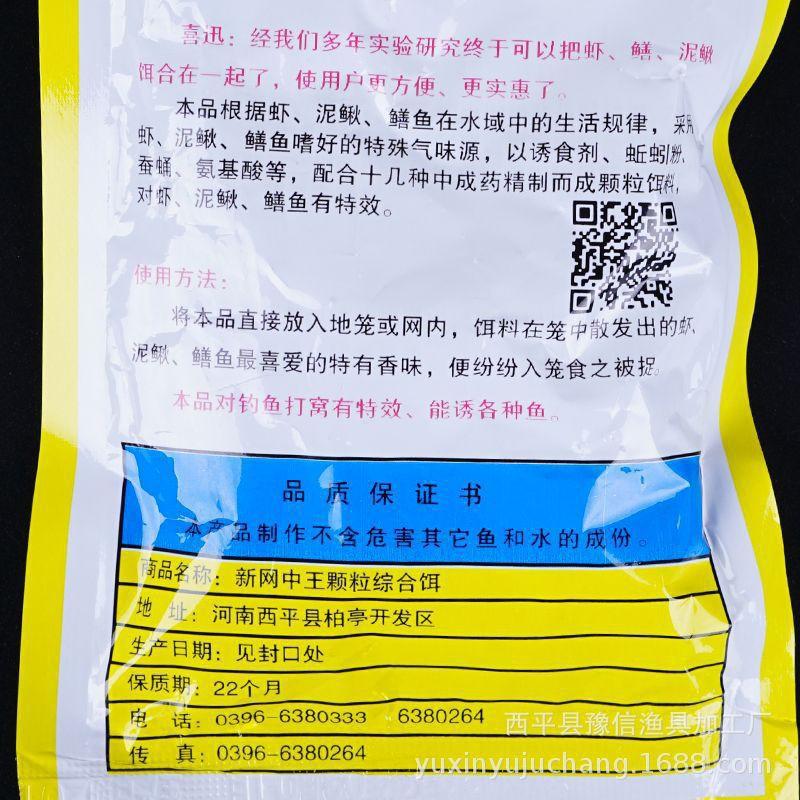 喜迅：经我们多年实验研究终于可以把虾、鳝、泥鳅
饵合在一起了，使用户更方便、更实惠了。
本品根据虾、泥鳅、鳝鱼在水域中的生活规律，采用
虾、泥鳅、鳝鱼嗜好的特殊气味源，以诱食剂、蚯蚓粉、
蚕蛹、氨基酸等，配合十几种中成药精制而成颗粒饵料，
对虾、泥鳅、鳝鱼有特效。
使用方法：
将本品直接放入地笼或网内，饵料在笼中散发出的虾、
泥鳅、鳝鱼最喜爱的特有香味，便纷纷入笼食之被捉。
本品对钓鱼打窝有特效、能诱各种鱼。
品质保证书
本产品制作不含危害其它鱼和水的成份。
商品名称：新网中王颗粒综合饵
地 址：河南西平县柏亭开发区
生产日期：见封口处
保质期：22个月
电 话：0396-6380333 6380264
传 真：0396-6380264
西平县豫信渔具加工厂
yuxinyujuchang.1688.com